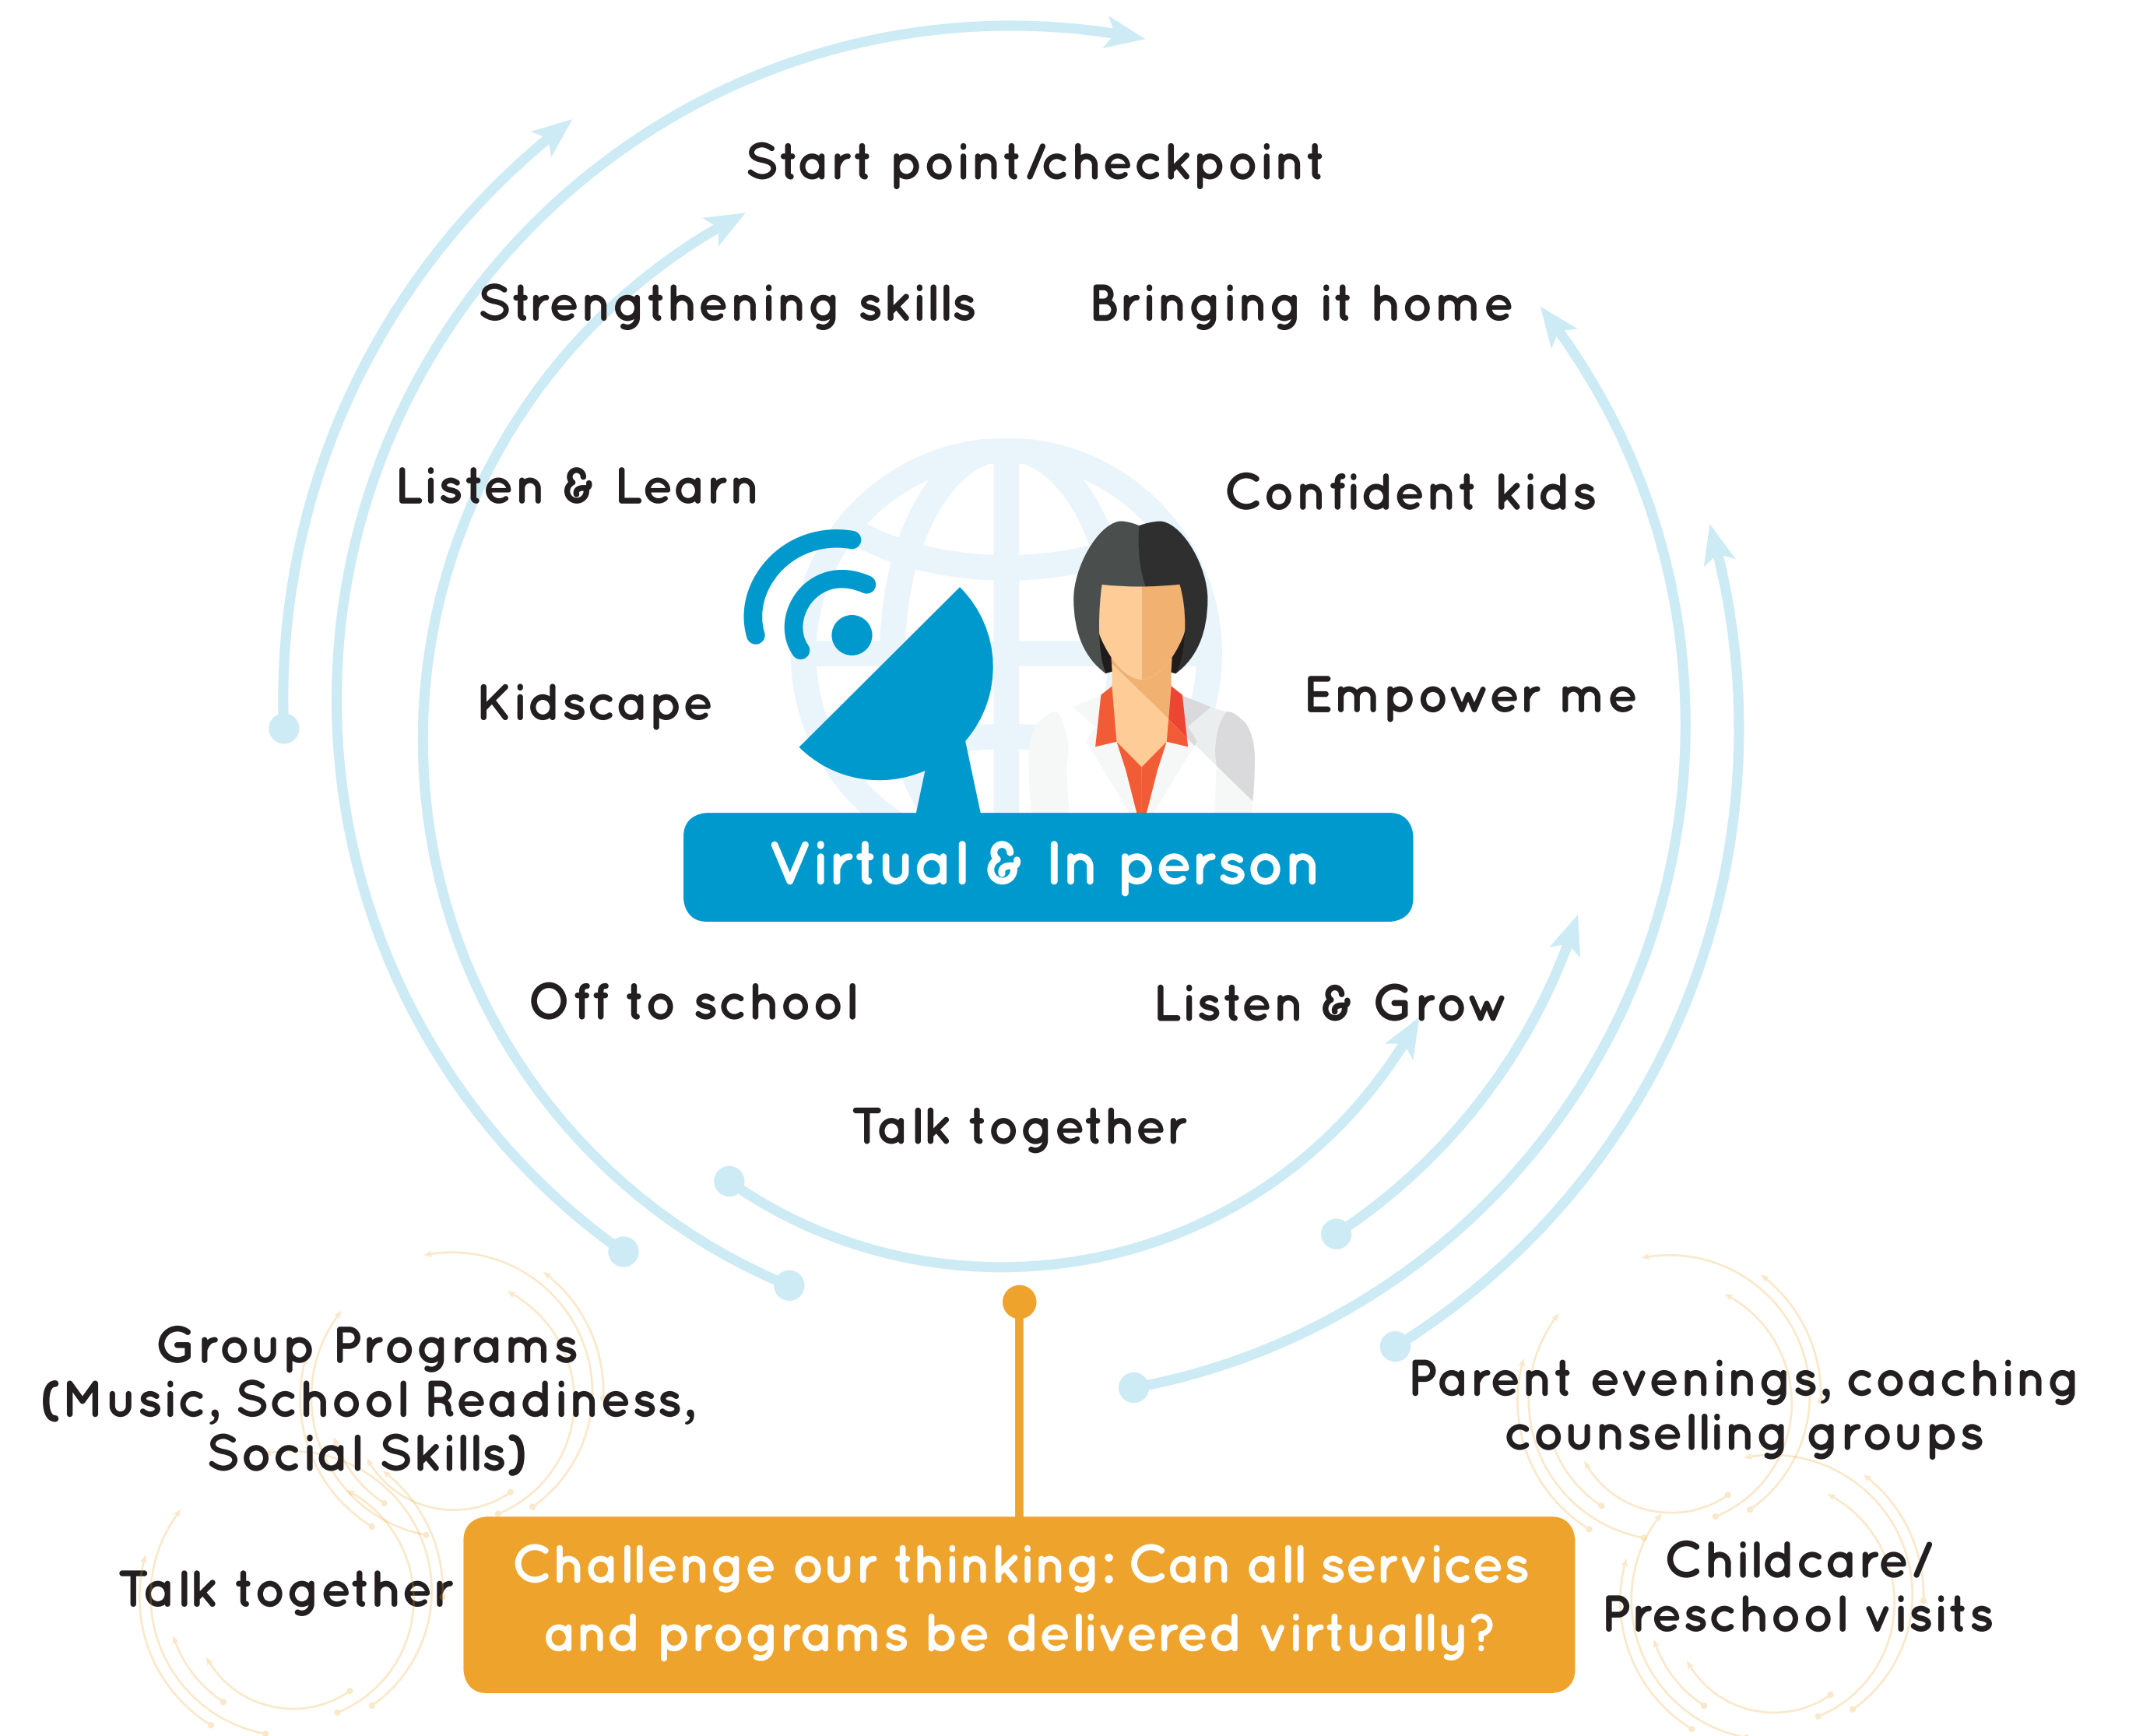 Start point/checkpoint
Strengthening skills
Bringing it home
Listen & Learn
Confident kids
Kidscape
Empower me
Virtual & In person
Off to school
Listen & Grow
Talk together
Group Programs
(Music, School Readiness,
Social Skills)
Parent evenings, coaching
counselling groups
Talk together
Challenge our thinking: Can all services
and programs be delivered virtually?
Childcare/
Preschool visits